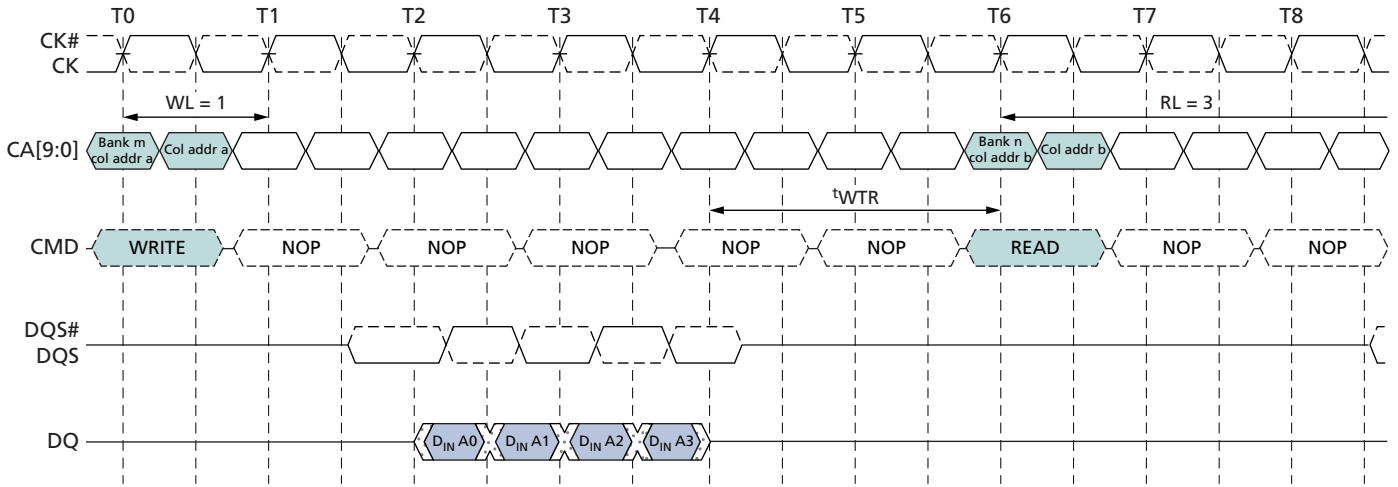 T0 T1 T2 T3 T4 T5 T6 T7 T8
CK#
CK
WL = 1 RL = 3
CA[9:0] Bank m col addr a Col addr a Bank n col addr b Col addr b
tWTR
CMD WRITE NOP NOP NOP NOP NOP READ NOP NOP
DQS#
DQS
DQ DIN A0 DIN A1 DIN A2 DIN A3